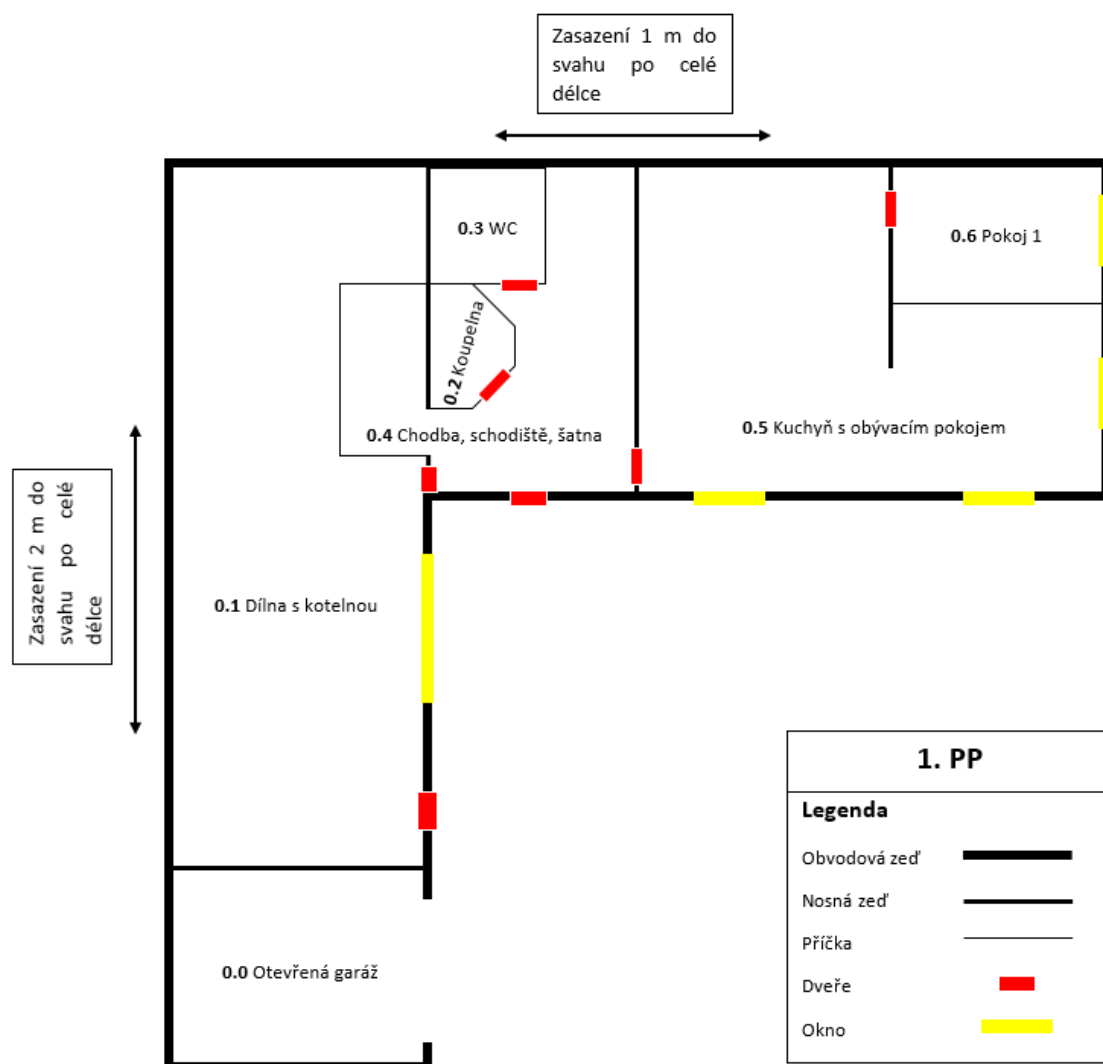 Zasazení 1 m do
svahu po celé
délce
0.3 WC
0.6 Pokoj 1
0.2 Koupelna
0.4 Chodba, schodiště, šatna
0.5 Kuchyň s obývacím pokojem
Zasazení 2 m do
svahu po celé
délce
0.1 Dílna s kotelnou
0.0 Otevřená garáž
1. PP
Legenda
Obvodová zeď
Nosná zeď
Příčka
Dveře
Okno